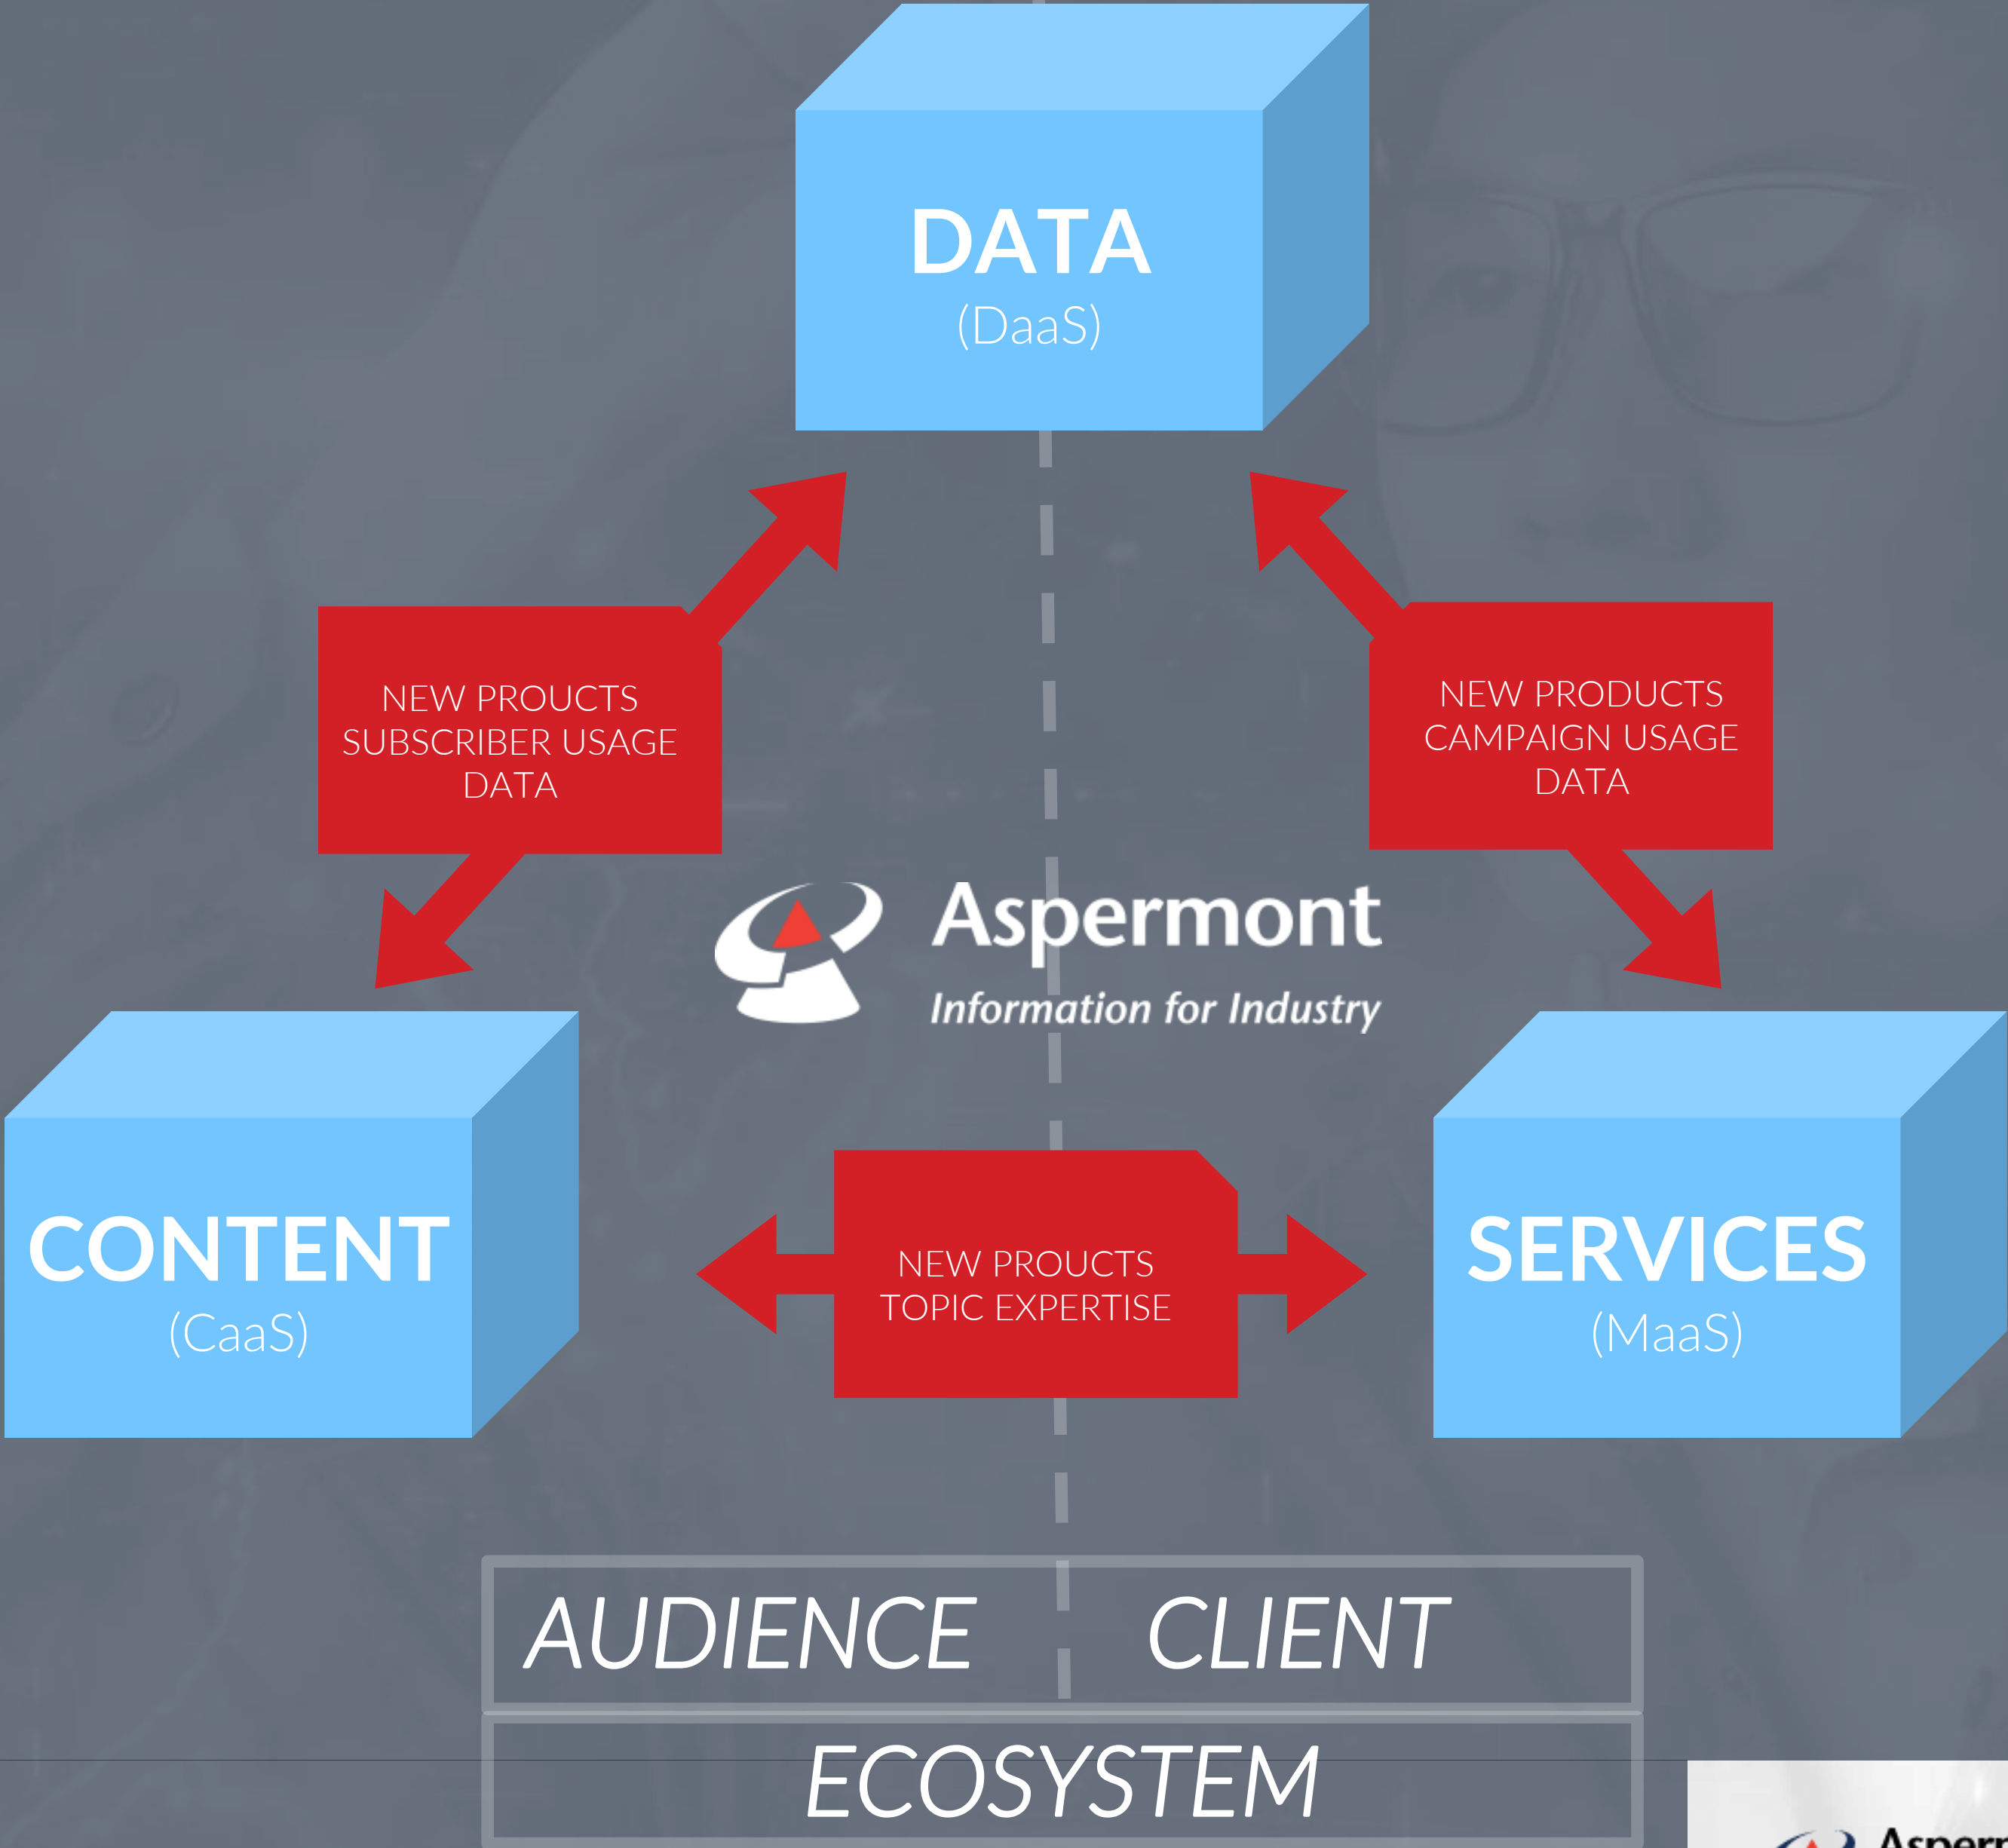 DATA
(DaaS)
NEW PROUCTS
SUBSCRIBER USAGE
DATA
NEW PRODUCTS
CAMPAIGN USAGE
DATA
Aspermont
Information for Industry
CONTENT
(CaaS)
NEW PROUCTS
TOPIC EXPERTISE
SERVICES
(MaaS)
AUDIENCE CLIENT
ECOSYSTEM